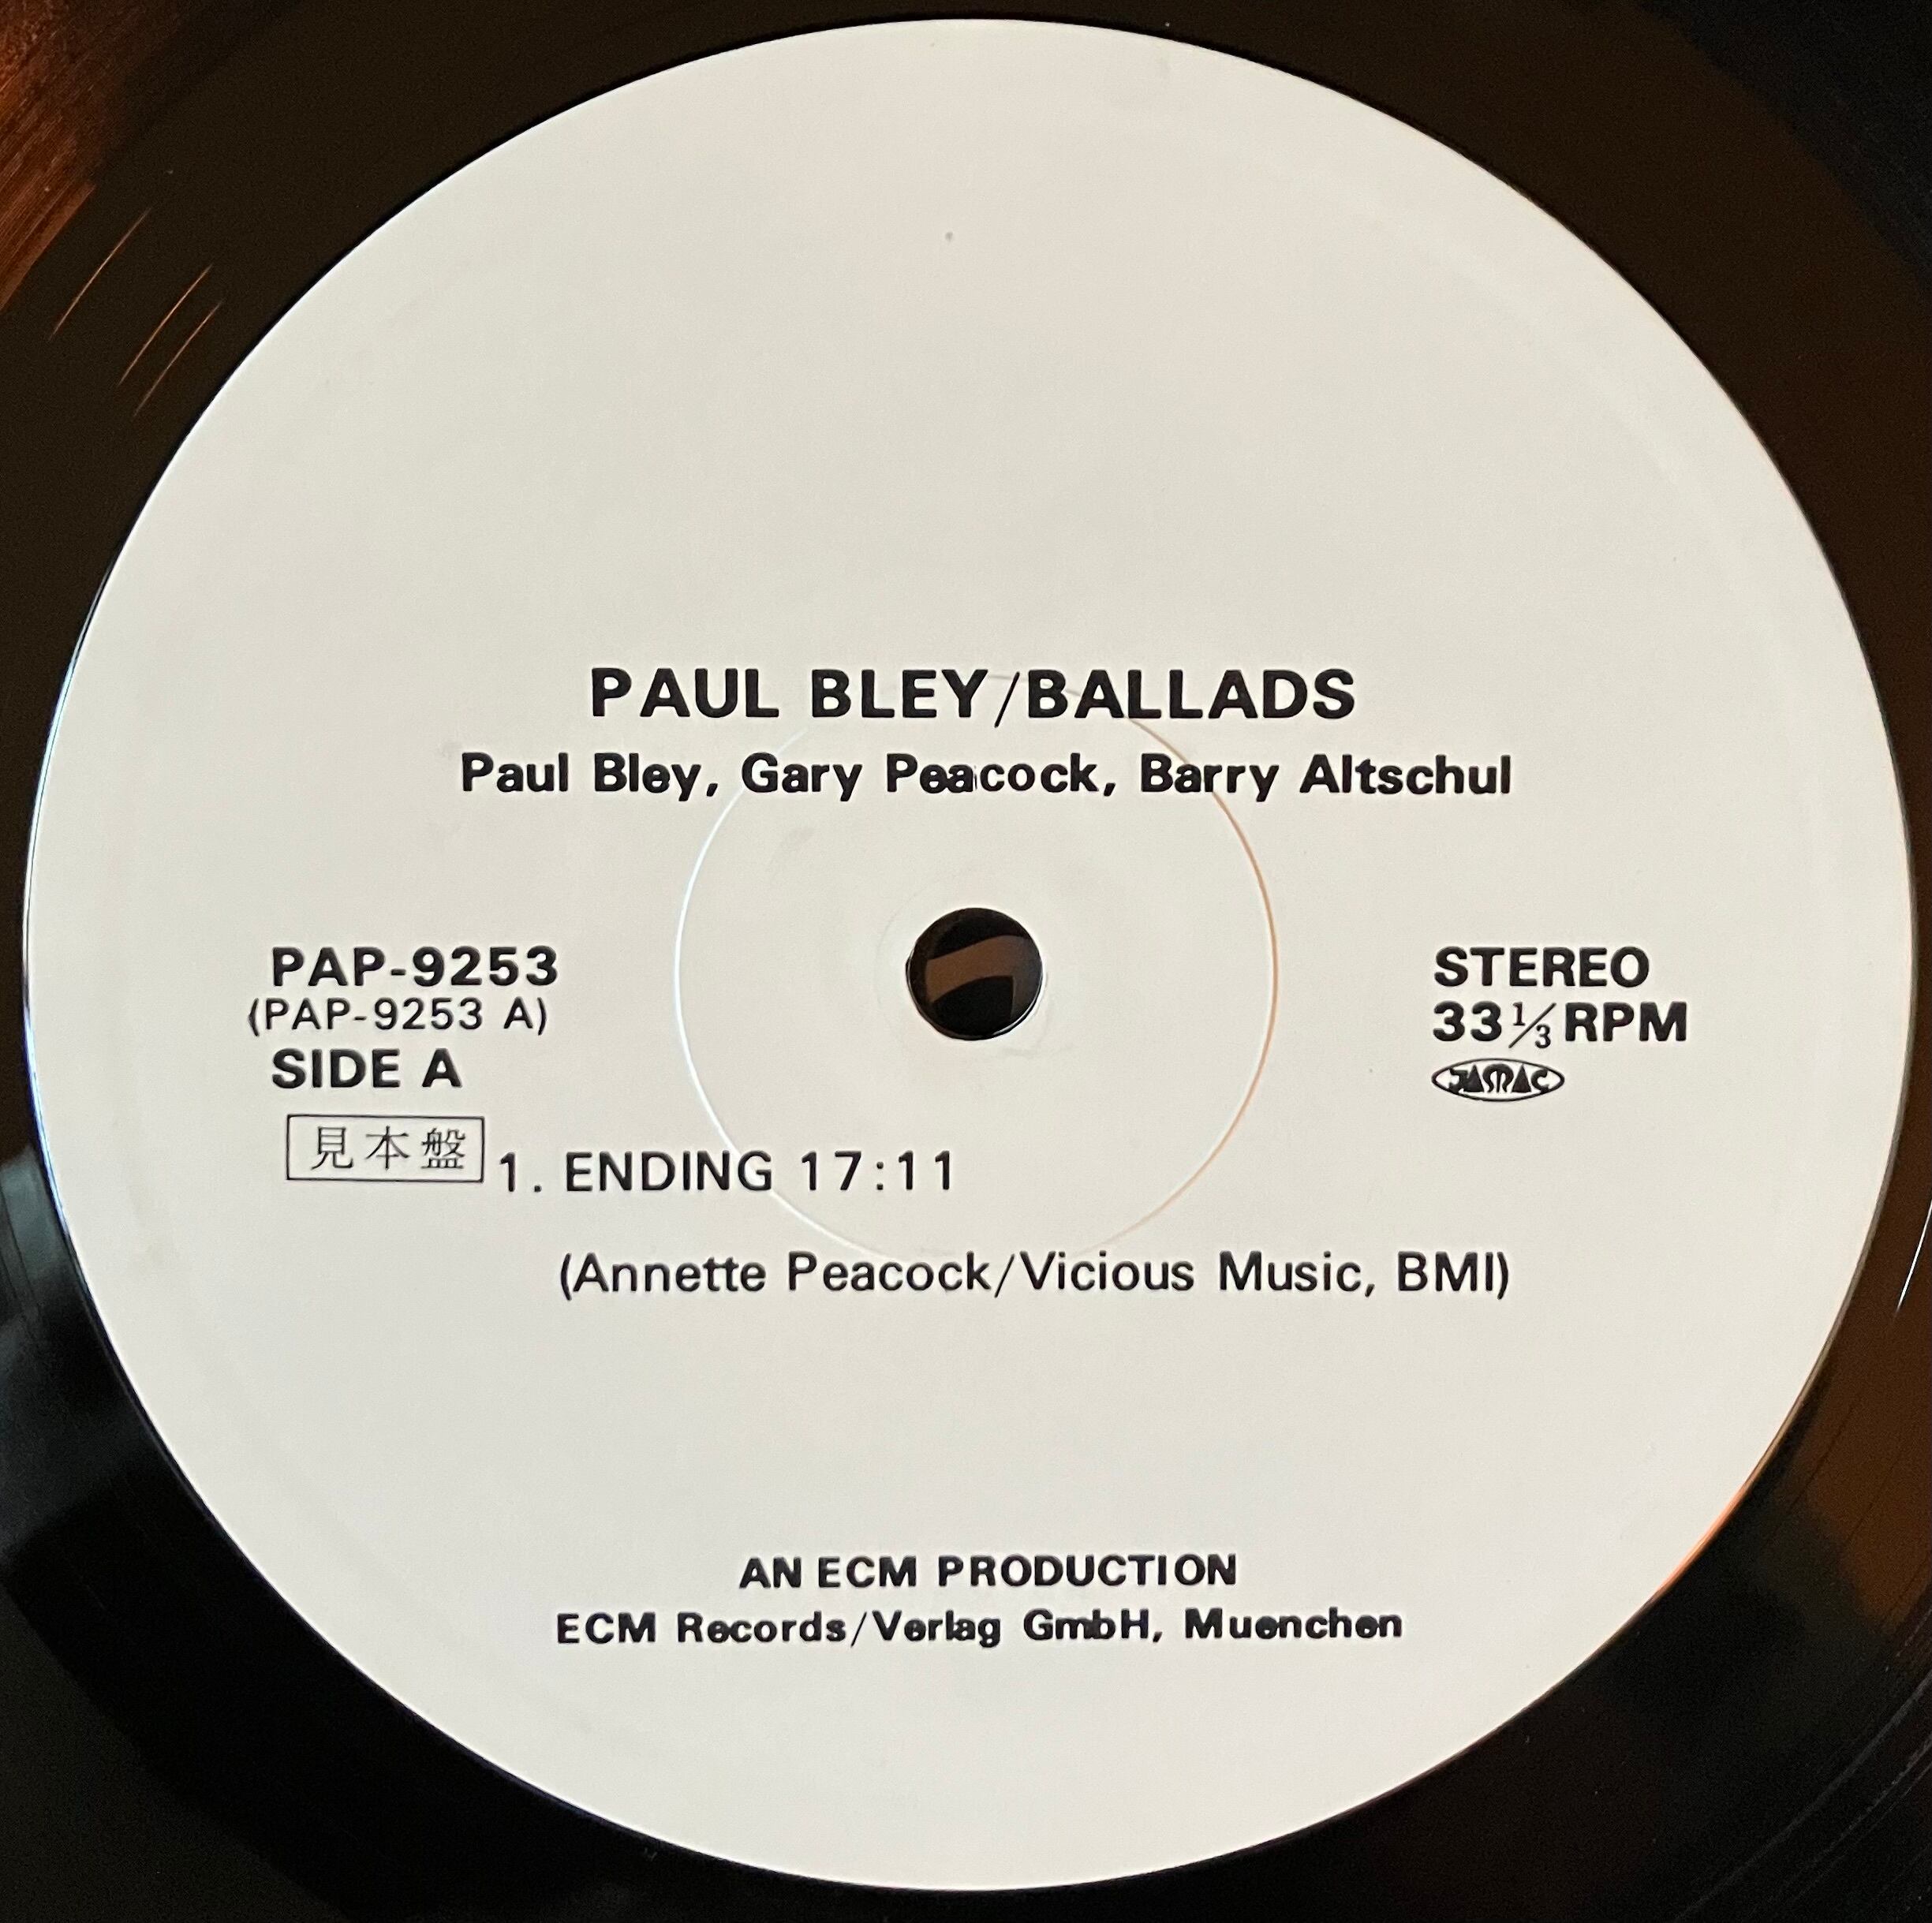 PAUL BLEY/BALLADS
Paul Bley, Gary Peacock, Barry Altschul
PAP-9253
(PAP-9253 A)
SIDE A
STEREO
33 1/3 RPM
JASRAC
見本盤
1. ENDING 17:11
(Annette Peacock/Vicious Music, BMI)
AN ECM PRODUCTION
ECM Records/Verlag GmbH, Muenchen